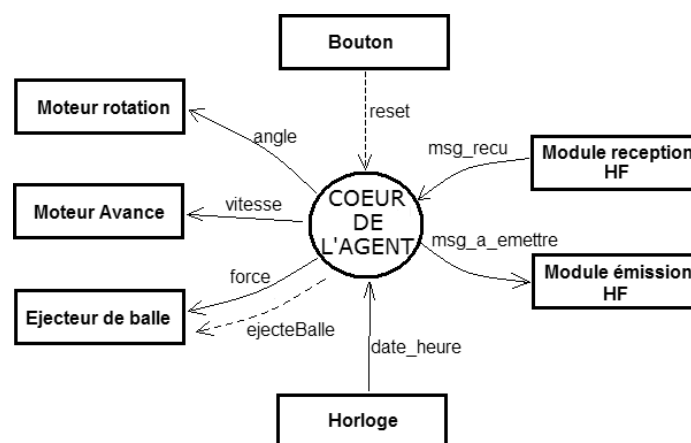 Bouton
Moteur rotation
reset
angle
msg_recu
Module reception
HF
COEUR
DE
L'AGENT
Moteur Avance
vitesse
msg_a_emettre
Module émission
HF
force
Ejecteur de balle
ejecteBalle
date_heure
Horloge